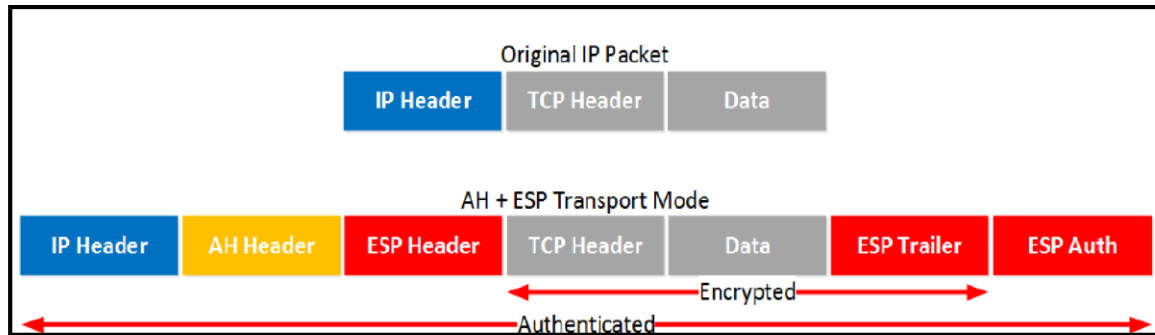 Original IP Packet
IP Header TCP Header Data
AH + ESP Transport Mode
IP Header AH Header ESP Header TCP Header Data ESP Trailer ESP Auth
Encrypted
Authenticated